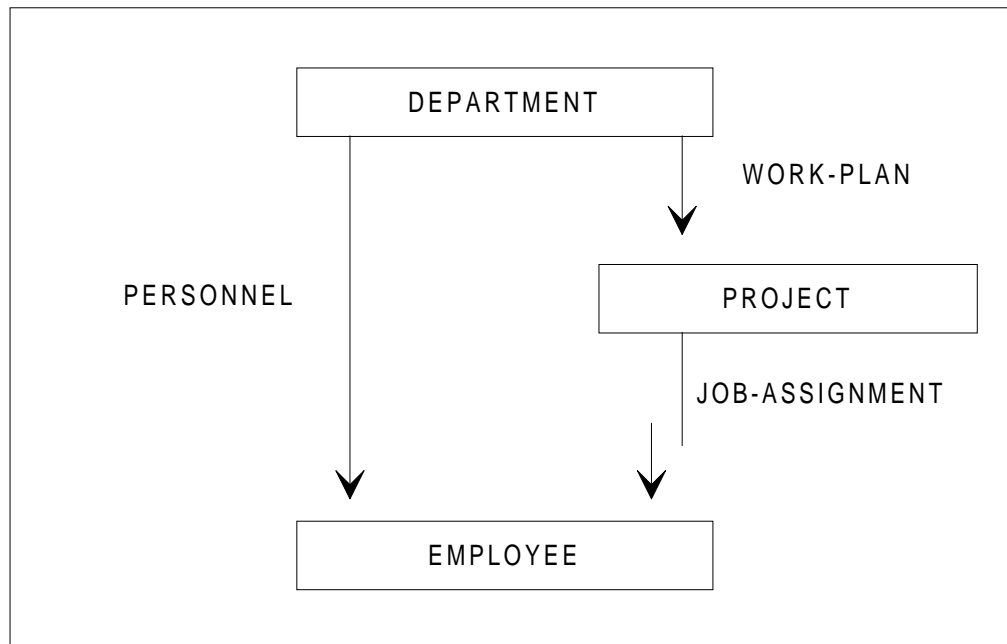 DEPARTMENT
WORK-PLAN
PERSONNEL
PROJECT
JOB-ASSIGNMENT
EMPLOYEE